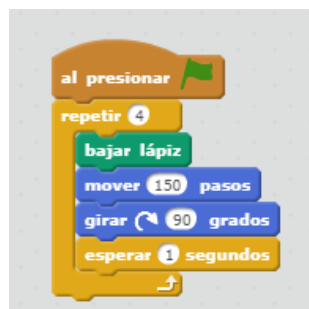 al presionar
repetir 4
bajar lápiz
mover 150 pasos
girar 90 grados
esperar 1 segundos